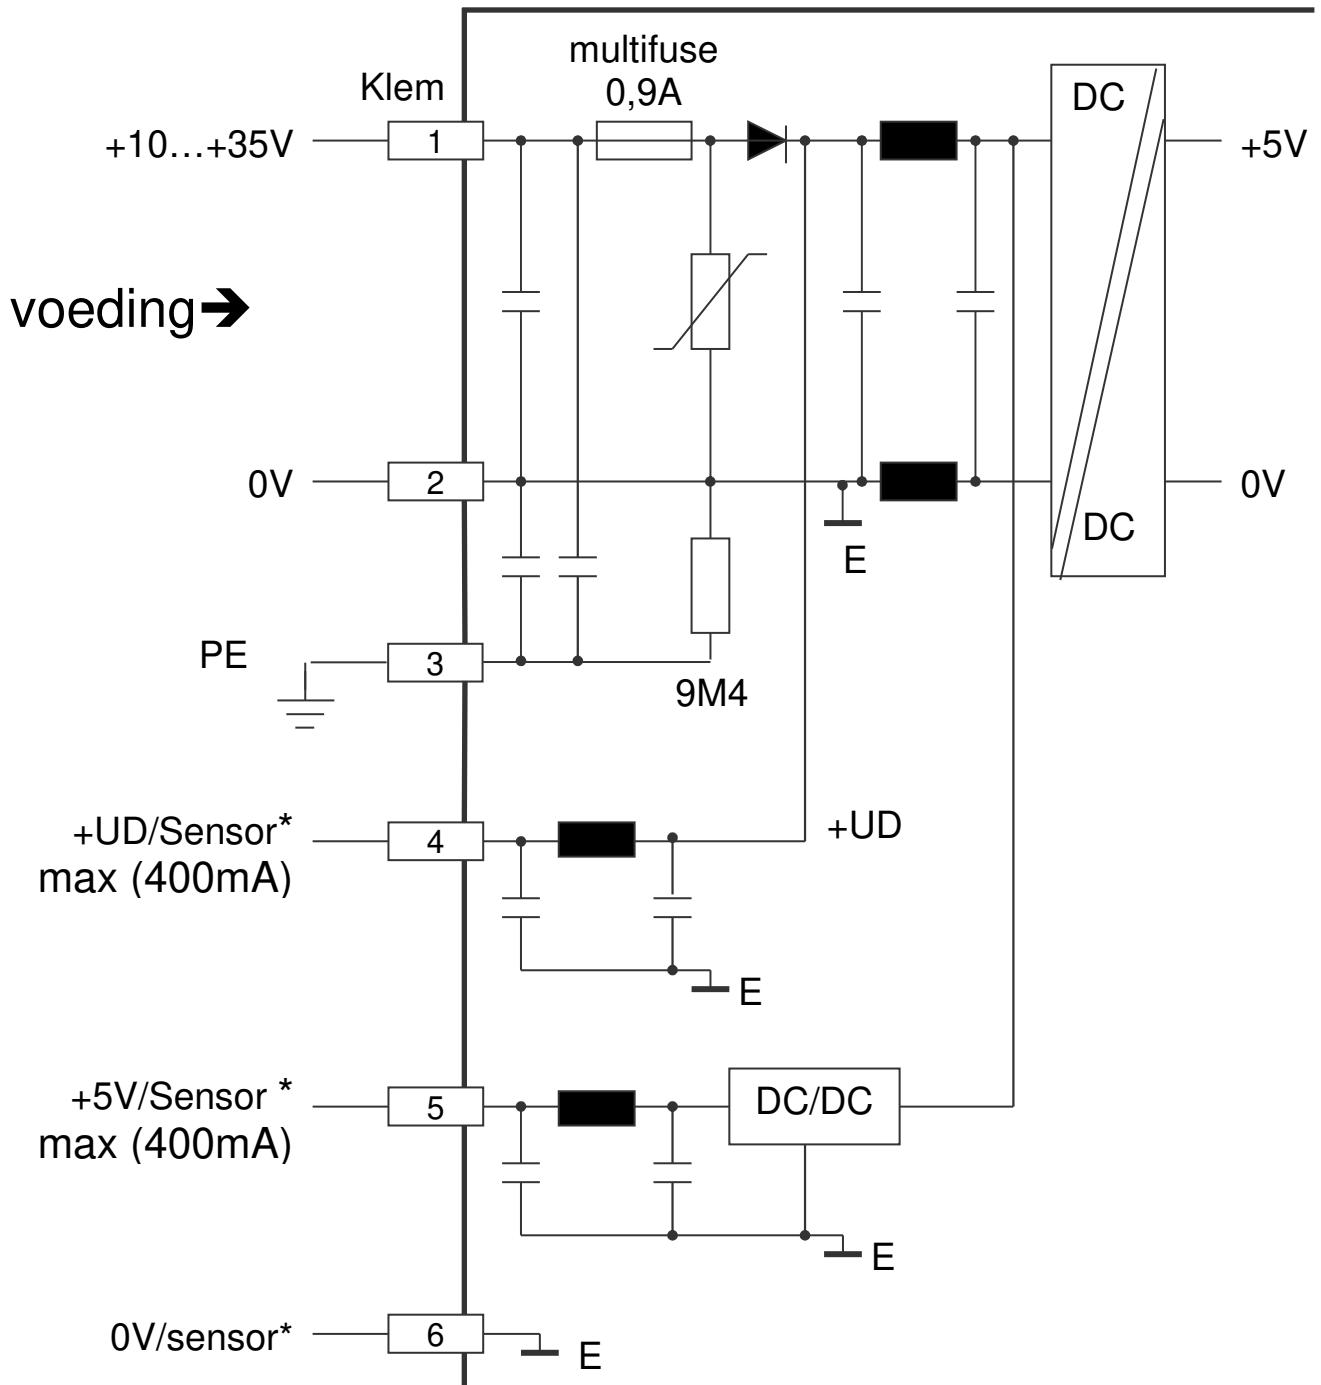 multifuse
0,9A
Klem
DC
+10...+35V
1
+5V
voeding➔
0V
2
0V
DC
E
PE
3
9M4
+UD/Sensor*
4
+UD
max (400mA)
E
+5V/Sensor *
5
DC/DC
max (400mA)
E
0V/sensor*
6
E